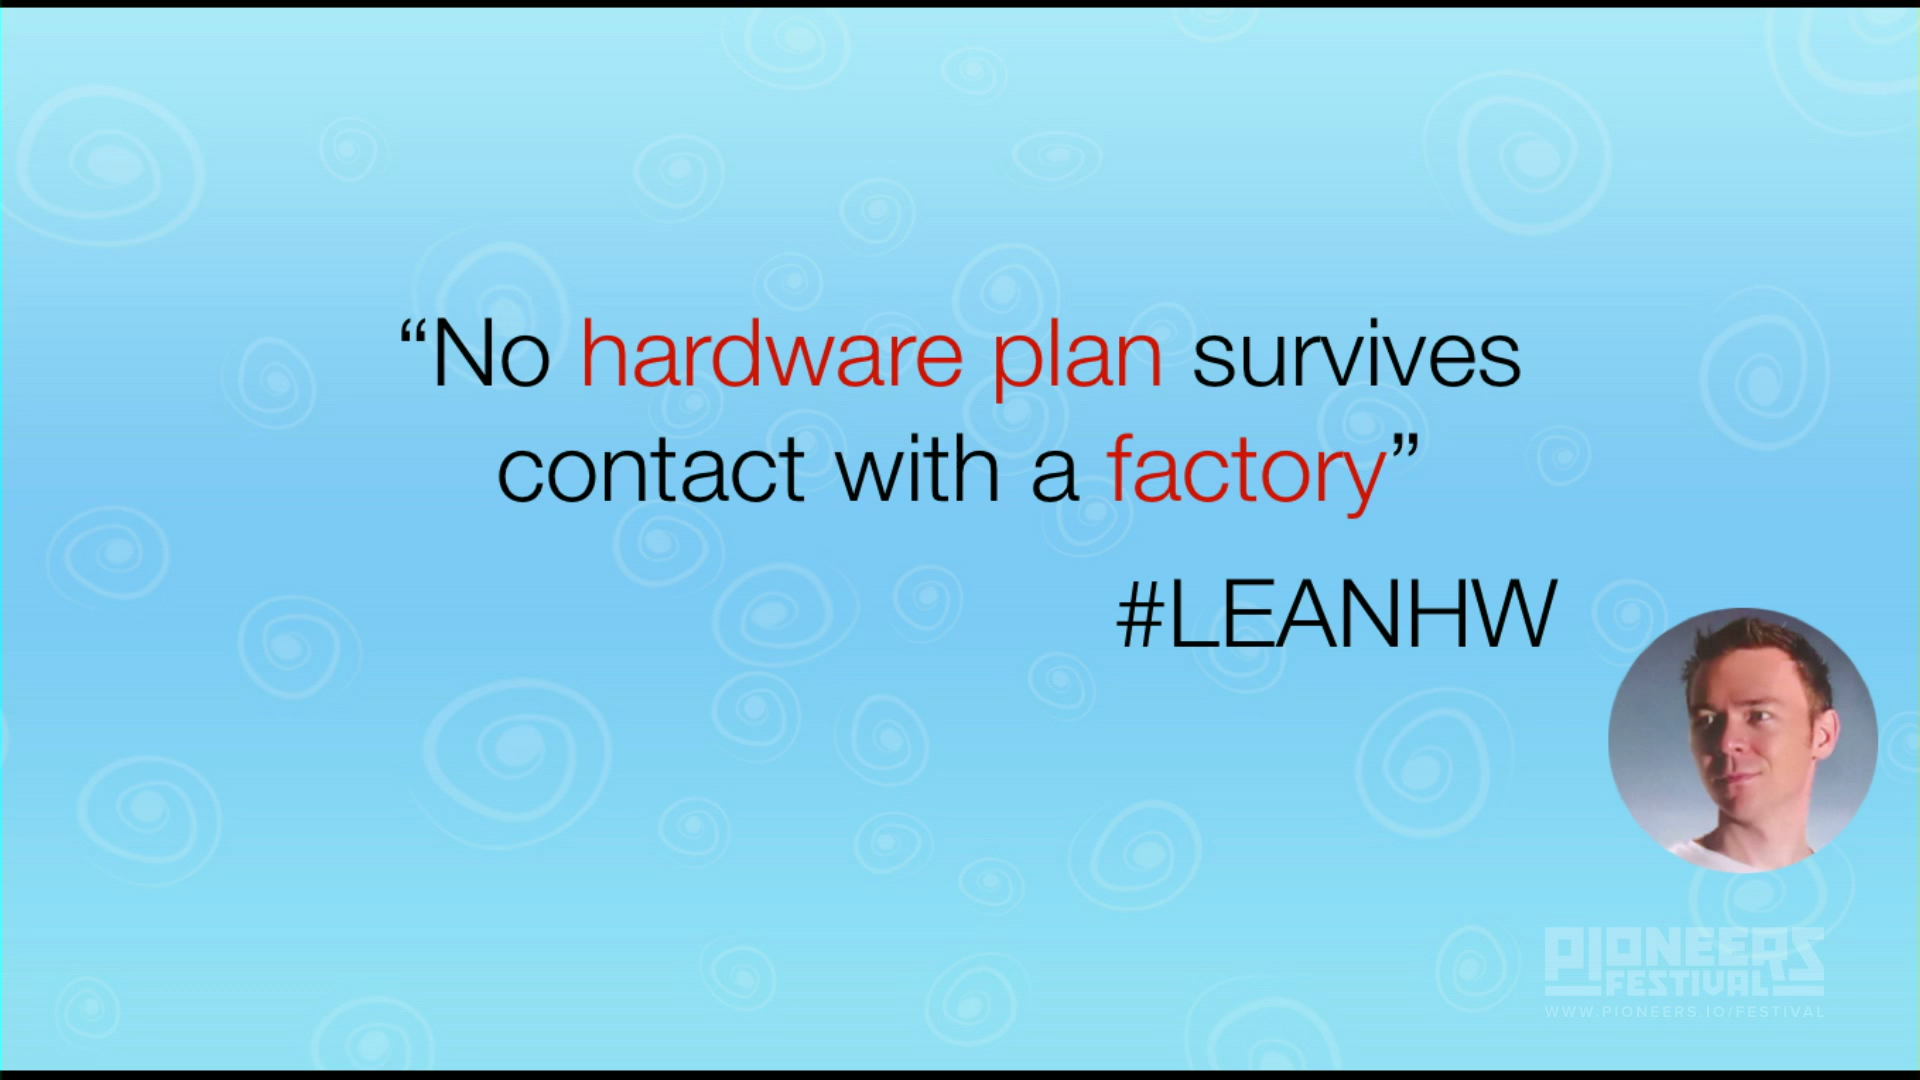 “No hardware plan survives
contact with a factory”
#LEANHW
PIONEERS
FESTIVAL
WWW.PIONEERS.IO/FESTIVAL